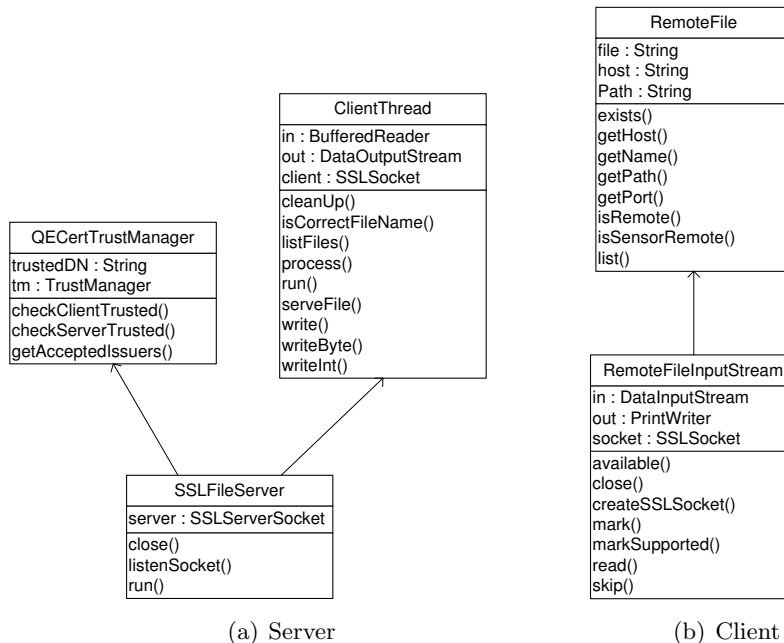 RemoteFile
file : String
host : String
Path : String
exists()
getHost()
getName()
getPath()
getPort()
isRemote()
isSensorRemote()
list()
ClientThread
in : BufferedReader
out : DataOutputStream
client : SSLSocket
cleanUp()
isCorrectFileName()
listFiles()
process()
run()
serveFile()
write()
writeByte()
writeInt()
QECertTrustManager
trustedDN : String
tm : TrustManager
checkClientTrusted()
checkServerTrusted()
getAcceptedIssuers()
RemoteFileInputStream
in : DataInputStream
out : PrintWriter
socket : SSLSocket
available()
close()
createSSLSocket()
mark()
markSupported()
read()
skip()
SSLFileServer
server : SSLServerSocket
close()
listenSocket()
run()
(a) Server
(b) Client